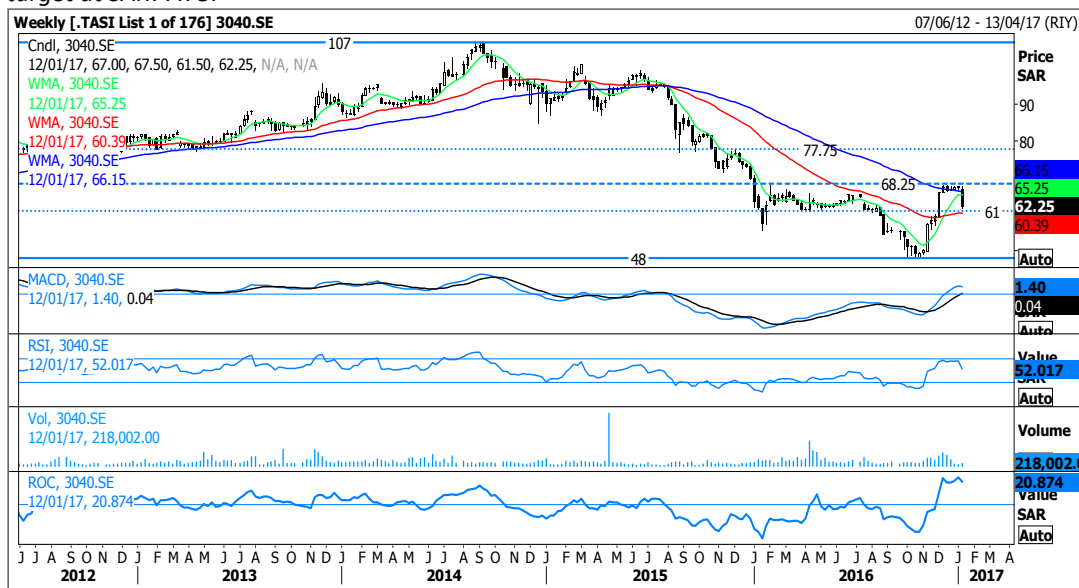 Weekly [.TASI List 1 of 176] 3040.SE 07/06/12 - 13/04/17 (RIY)
Cndl, 3040.SE
12/01/17, 67.00, 67.50, 61.50, 62.25, N/A, N/A
WMA, 3040.SE
12/01/17, 65.25
WMA, 3040.SE
12/01/17, 60.39
WMA, 3040.SE
12/01/17, 66.15
107
77.75
68.25
61
48
Price
SAR
90
80
66.15
65.25
62.25
60.39
Auto
MACD, 3040.SE
12/01/17, 1.40, 0.04
1.40
0.04
SAR
Auto
RSI, 3040.SE
12/01/17, 52.017
Value
52.017
SAR
Auto
Vol, 3040.SE
12/01/17, 218,002.00
Volume
218,002.0
ROC, 3040.SE
12/01/17, 20.874
20.874
Value
SAR
Auto
J J A S O N D J F M A M J J A S O N D J F M A M J J A S O N D J F M A M J J A S O N D J F M A M J J A S O N D J F M A
2012 2013 2014 2015 2016 2017